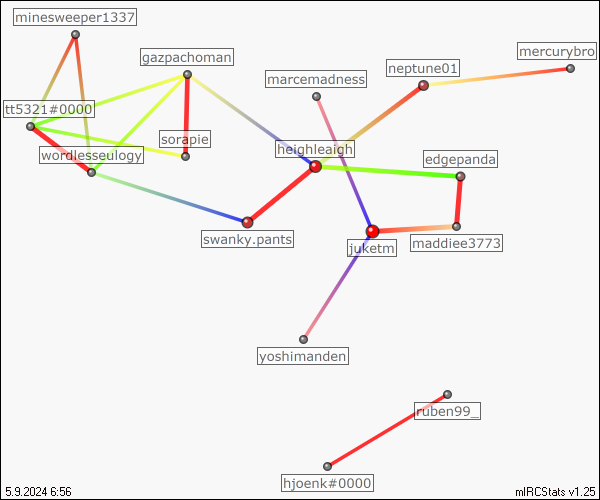 minesweeper1337
gazpachoman
mercurybro
neptune01
marcemadness
tt5321#0000
sorapie
wordlesseulogy
heighleaigh
edgepanda
swanky.pants
juketm
maddiee3773
yoshimanden
ruben99_
hjoenk#0000
5.9.2024 6:56
mIRCStats v1.25